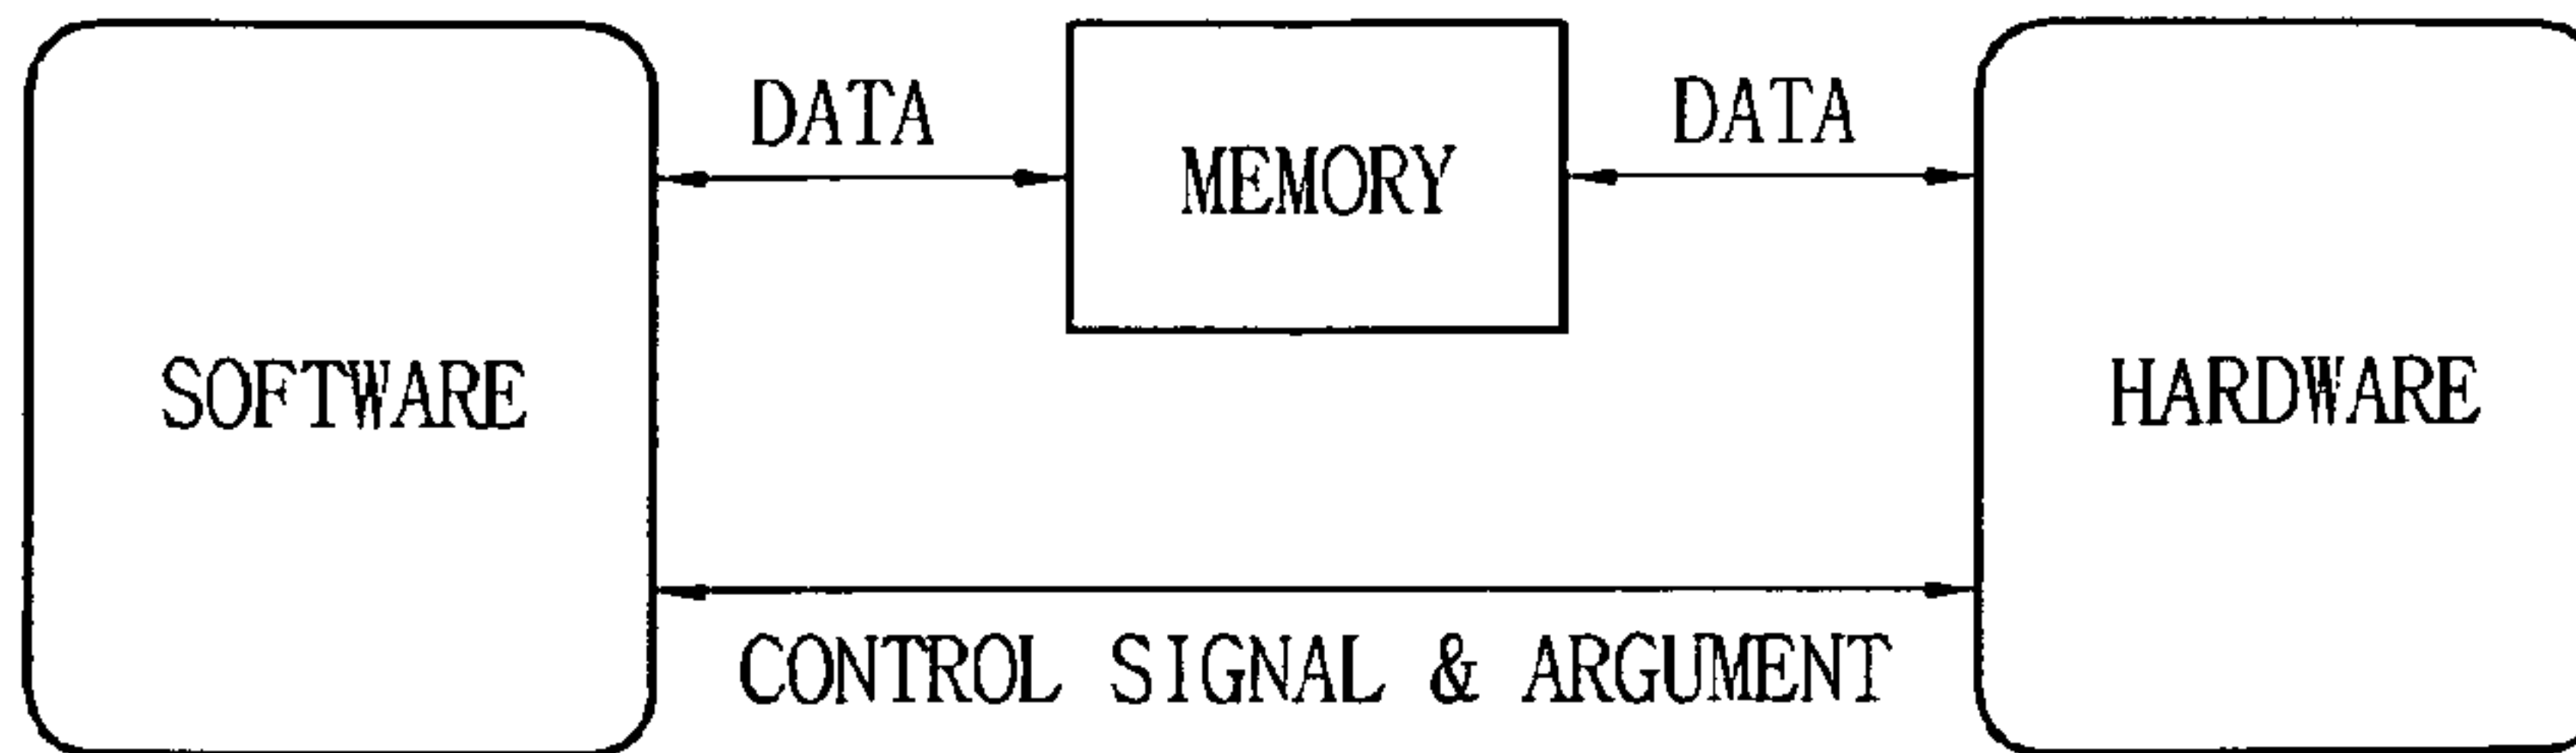 DATA
DATA
MEMORY
SOFTWARE
HARDWARE
CONTROL SIGNAL & ARGUMENT